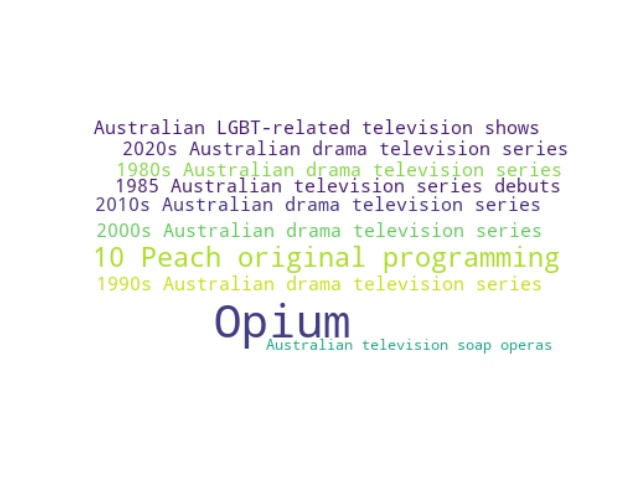 Australian LGBT-related television shows
2020s Australian drama television series
1980s Australian drama television series
1985 Australian television series debuts
2010s Australian drama television series
2000s Australian drama television series
10 Peach original programming
1990s Australian drama television series
Opium
Australian television soap operas